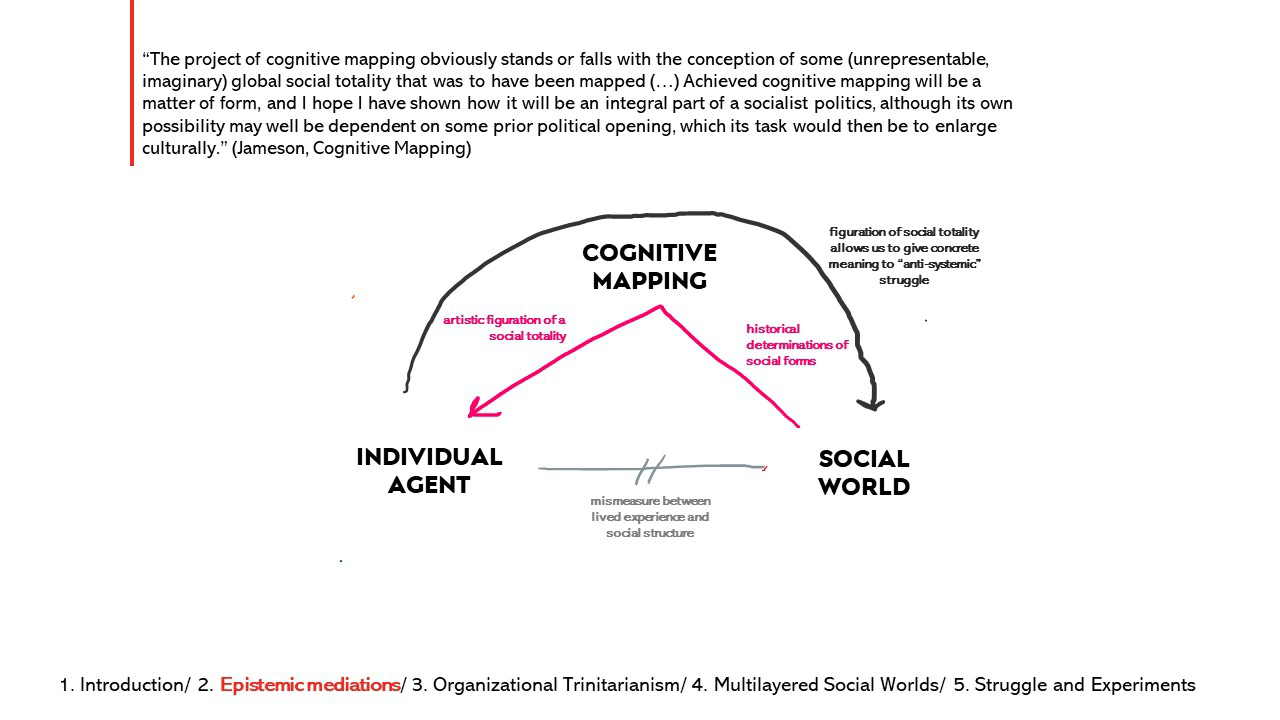 “The project of cognitive mapping obviously stands or falls with the conception of some (unrepresentable,
imaginary) global social totality that was to have been mapped (…) Achieved cognitive mapping will be a
matter of form, and I hope I have shown how it will be an integral part of a socialist politics, although its own
possibility may well be dependent on some prior political opening, which its task would then be to enlarge
culturally.” (Jameson, Cognitive Mapping)
figuration of social totality
allows us to give concrete
meaning to “anti-systemic”
struggle
COGNITIVE
MAPPING
artistic figuration of a
social totality
historical
determinations of
social forms
INDIVIDUAL
AGENT
SOCIAL
WORLD
mismeasure between
lived experience and
social structure
1. Introduction/ 2. Epistemic mediations/ 3. Organizational Trinitarianism/ 4. Multilayered Social Worlds/ 5. Struggle and Experiments